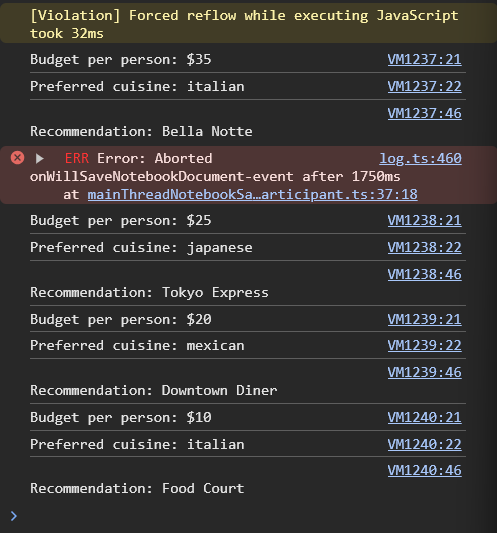 [Violation] Forced reflow while executing JavaScript
took 32ms
Budget per person: $35 VM1237:21
Preferred cuisine: italian VM1237:22
VM1237:46
Recommendation: Bella Notte
ERR Error: Aborted log.ts:460
onWillSaveNotebookDocument-event after 1750ms
at mainThreadNotebookSa…articipant.ts:37:18
Budget per person: $25 VM1238:21
Preferred cuisine: japanese VM1238:22
VM1238:46
Recommendation: Tokyo Express
Budget per person: $20 VM1239:21
Preferred cuisine: mexican VM1239:22
VM1239:46
Recommendation: Downtown Diner
Budget per person: $10 VM1240:21
Preferred cuisine: italian VM1240:22
VM1240:46
Recommendation: Food Court